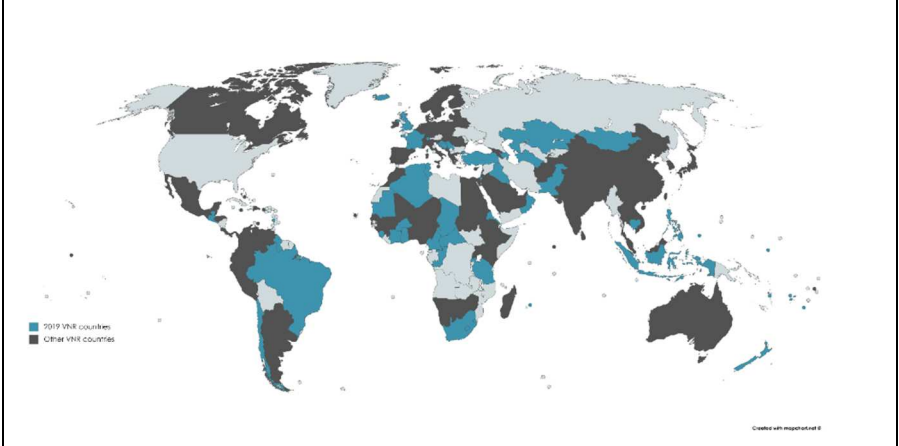 2019 VNR countries
Other VNR countries
Created with mapchart.net ©